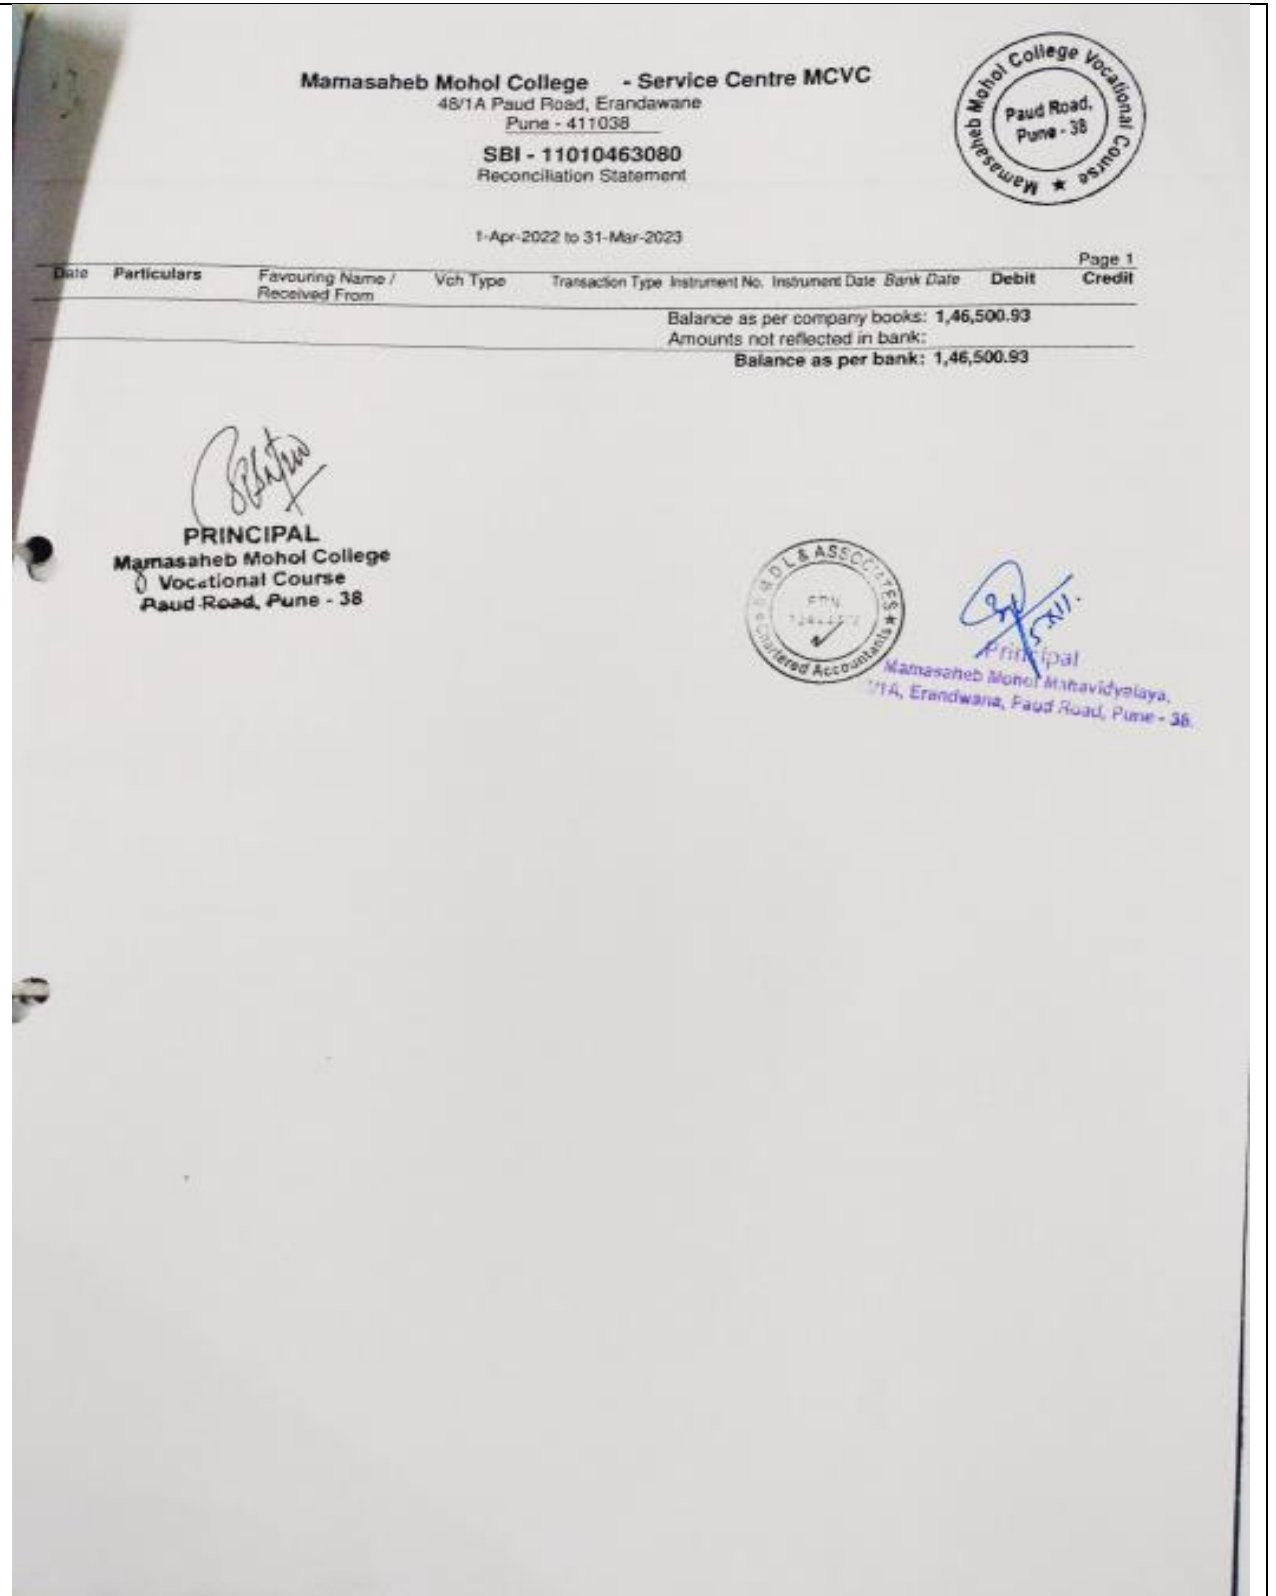 Mamasaheb Mohol College - Service Centre MCVC
48/1A Paud Road, Erandawane
Pune - 411038
SBI - 11010463080
Reconciliation Statement
Mamasaheb Mohol College Vocational Course ★
Paud Road,
Pune - 38
1-Apr-2022 to 31-Mar-2023
Page 1
Date Particulars Favouring Name / Received From Vch Type Transaction Type Instrument No. Instrument Date Bank Date Debit Credit
Balance as per company books: 1,46,500.93
Amounts not reflected in bank:
Balance as per bank: 1,46,500.93
PRINCIPAL
Mamasaheb Mohol College
Vocational Course
Paud Road, Pune - 38
& ASSOCIATES
Chartered Accountants
FRN
Principal
Mamasaheb Mohol Mahavidyalaya,
Erandwana, Paud Road, Pune - 38.